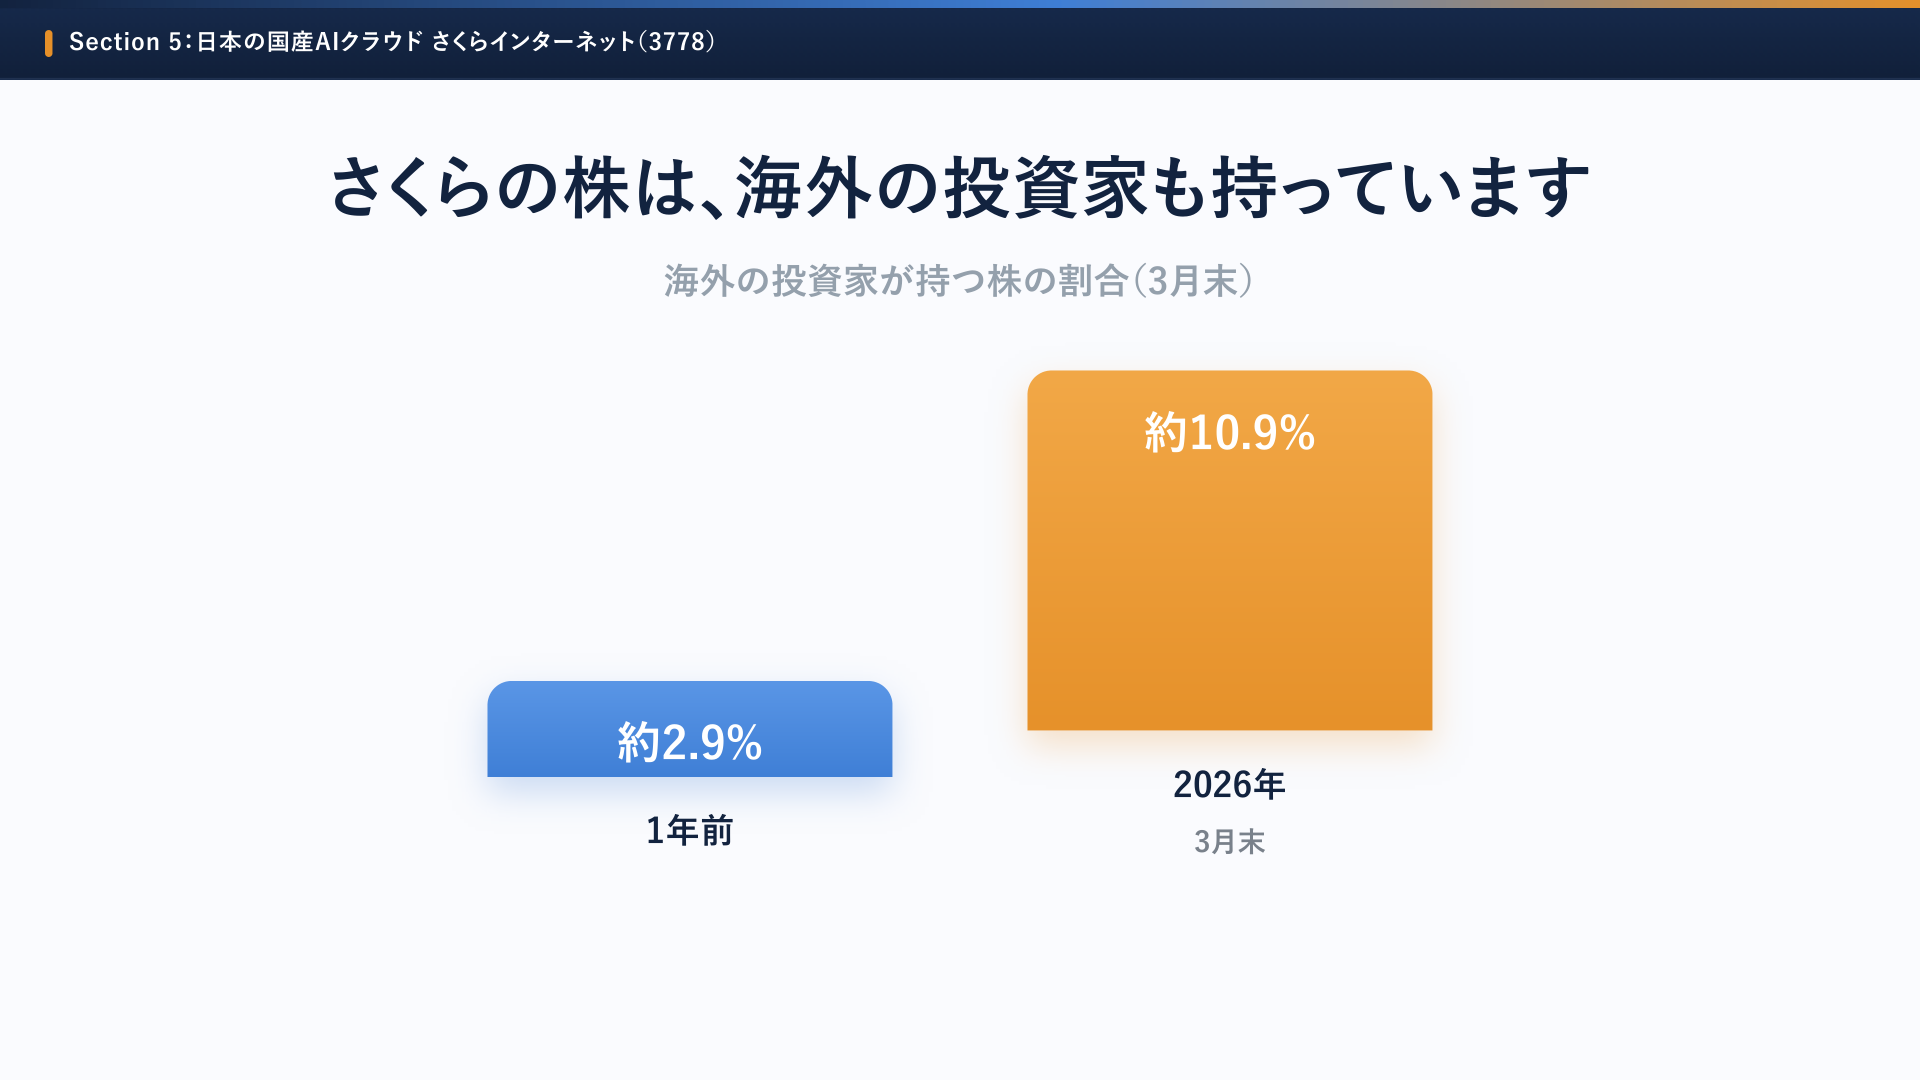 Section 5：日本の国産AIクラウド さくらインターネット（3778）
さくらの株は、海外の投資家も持っています
海外の投資家が持つ株の割合（3月末）
約10.9%
約2.9%
2026年
1年前
3月末